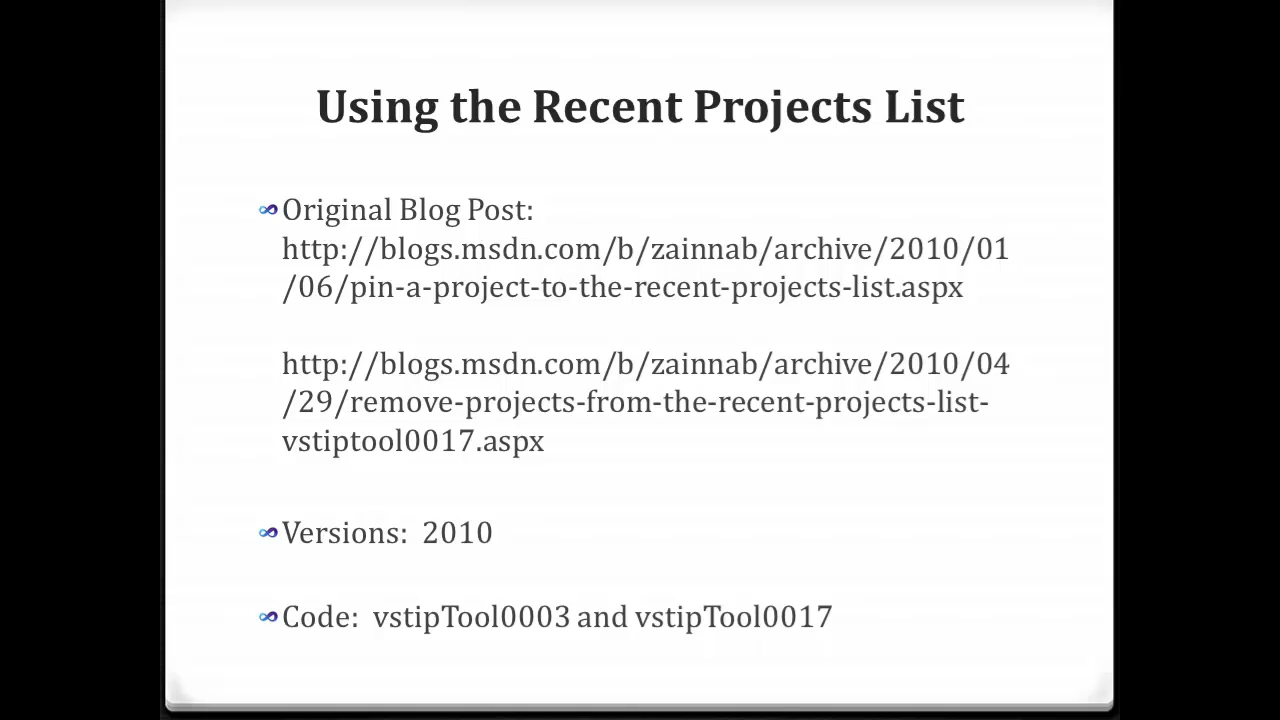 Using the Recent Projects List
Original Blog Post:
http://blogs.msdn.com/b/zainnab/archive/2010/01
/06/pin-a-project-to-the-recent-projects-list.aspx
http://blogs.msdn.com/b/zainnab/archive/2010/04
/29/remove-projects-from-the-recent-projects-list-
vstiptool0017.aspx
Versions:  2010
Code:  vstipTool0003 and vstipTool0017